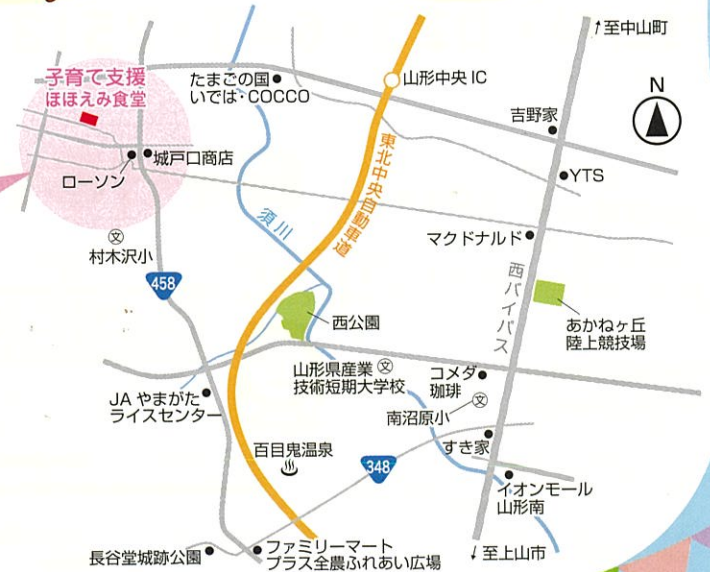 ↑至中山町
子育て支援
ほほえみ食堂
たまごの国
いでは・COCCO
山形中央 IC
吉野家
N
城戸口商店
ローソン
東北中央自動車道
YTS
須川
マクドナルド
村木沢小
文
458
西バイパス
西公園
あかねヶ丘
陸上競技場
山形県産業
技術短期大学校
文
コメダ
珈琲
JA やまがた
ライスセンター
南沼原小
文
百目鬼温泉
348
すき家
イオンモール
山形南
長谷堂城跡公園
ファミリーマート
プラス全農ふれあい広場
↓至上山市